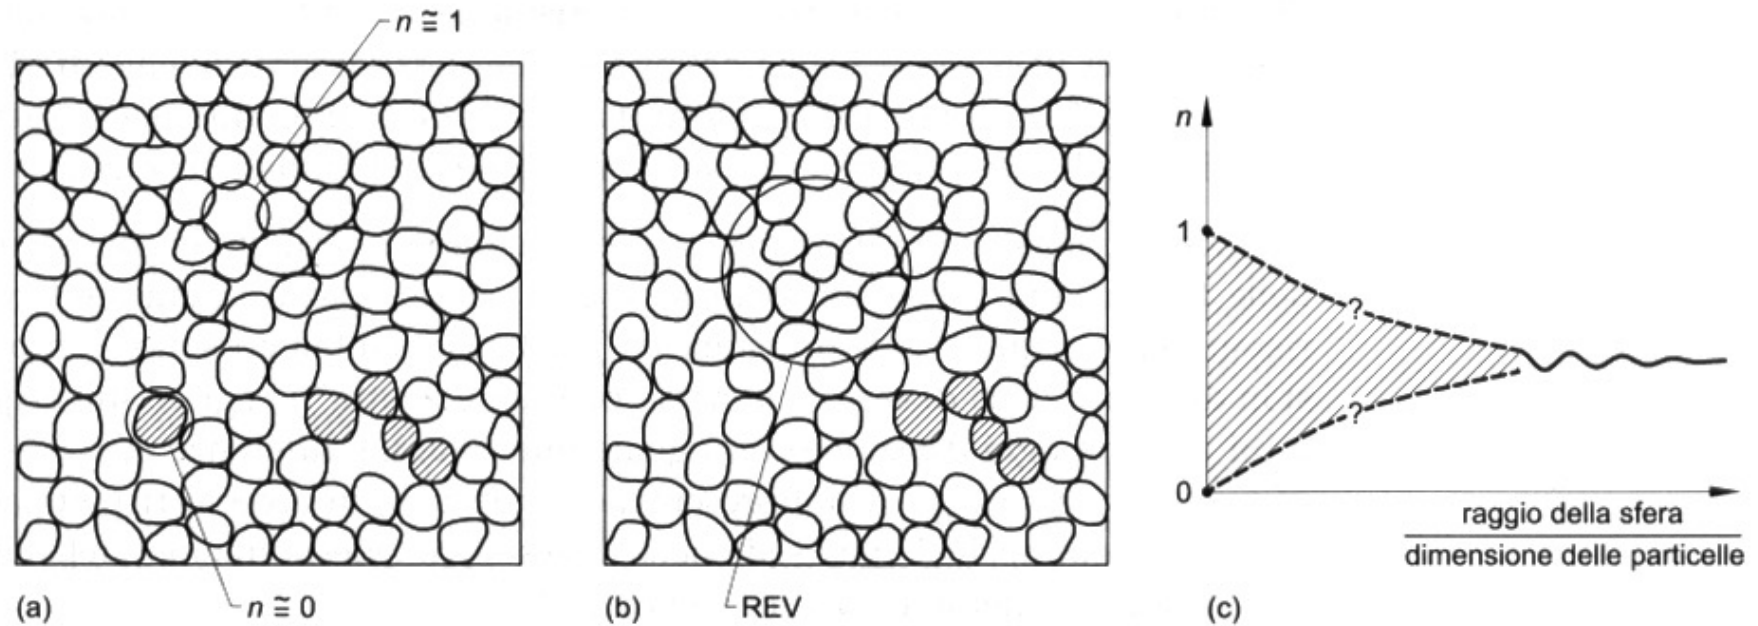 n ≅ 1
n ≅ 0
(a)
REV
(b)
n
1
?
?
0
raggio della sfera
dimensione delle particelle
(c)